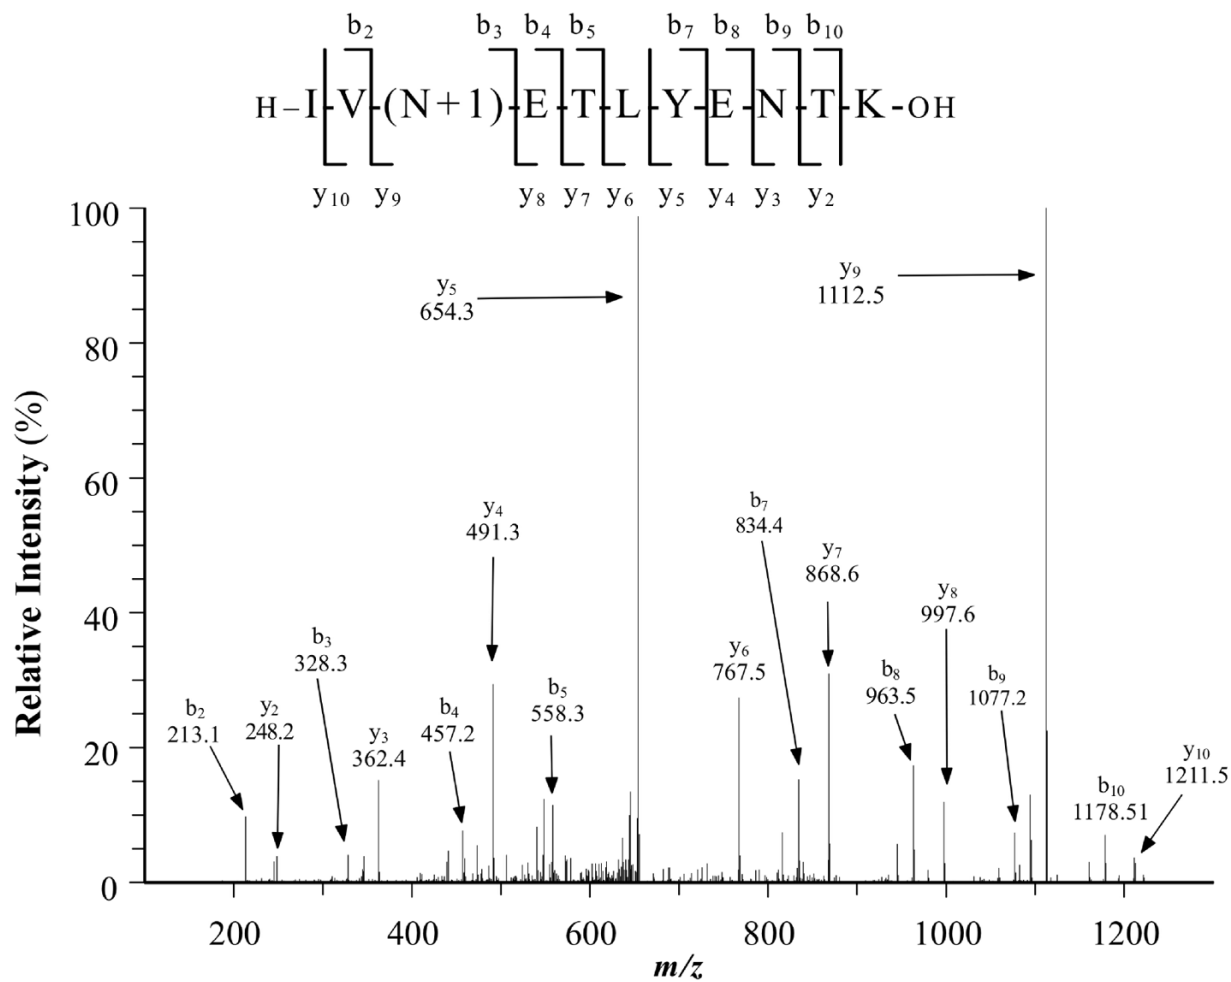 b2 b3 b4 b5 b7 b8 b9 b10
H-I V (N+1) E T L Y E N T K-OH
y10 y9 y8 y7 y6 y5 y4 y3 y2
100
80
60
40
20
0
Relative Intensity (%)
y5
654.3
y9
1112.5
y4
491.3
b7
834.4
y7
868.6
y8
997.6
b3
328.3
y6
767.5
b8
963.5
b9
1077.2
b2
213.1
y2
248.2
y3
362.4
b4
457.2
b5
558.3
b10
1178.51
y10
1211.5
200 400 600 800 1000 1200
m/z